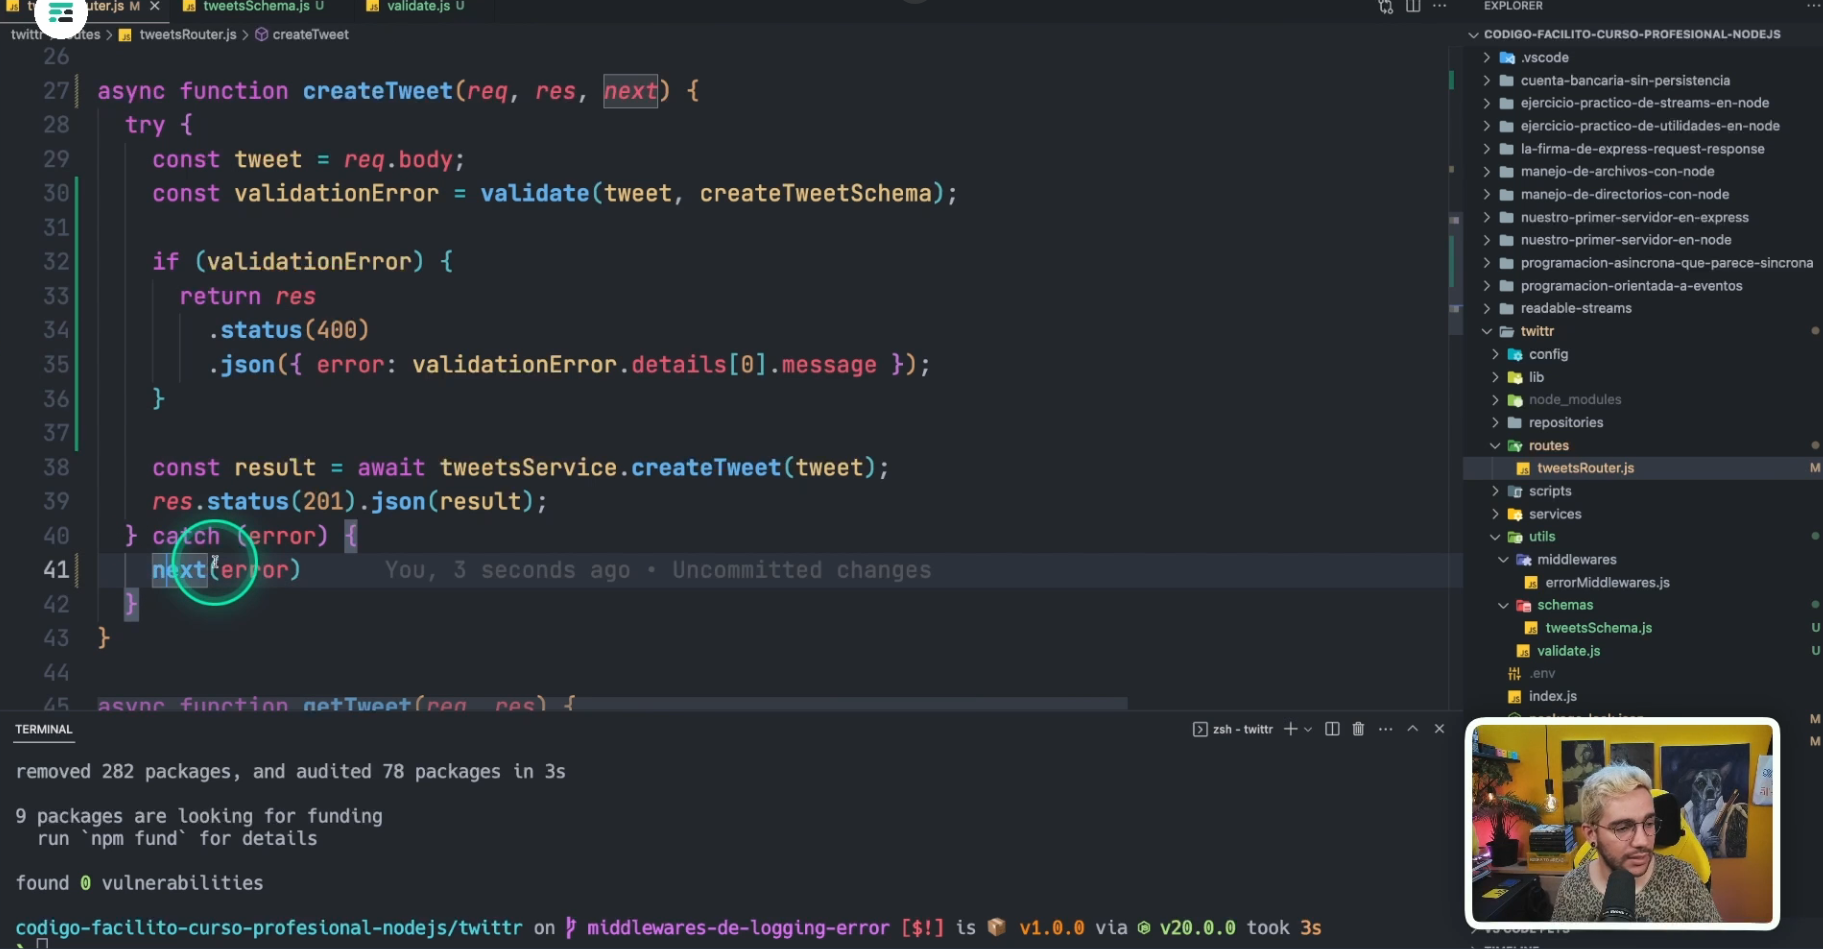 tweetsSchema.js U
validate.js U
EXPLORER
tweetsRouter.js > createTweet
26
27 async function createTweet(req, res, next) {
28 try {
29 const tweet = req.body;
30 const validationError = validate(tweet, createTweetSchema);
31
32 if (validationError) {
33 return res
34 .status(400)
35 .json({ error: validationError.details[0].message });
36 }
37
38 const result = await tweetsService.createTweet(tweet);
39 res.status(201).json(result);
40 } catch (error) {
41 next(error) You, 3 seconds ago • Uncommitted changes
42 }
43 }
44
45 async function getTweet(req, res) {
CODIGO-FACILITO-CURSO-PROFESIONAL-NODEJS
.vscode
cuenta-bancaria-sin-persistencia
ejercicio-practico-de-streams-en-node
ejercicio-practico-de-utilidades-en-node
la-firma-de-express-request-response
manejo-de-archivos-con-node
manejo-de-directorios-con-node
nuestro-primer-servidor-en-express
nuestro-primer-servidor-en-node
programacion-asincrona-que-parece-sincrona
programacion-orientada-a-eventos
readable-streams
twittr
config
lib
node_modules
repositories
routes
tweetsRouter.js M
scripts
services
utils
middlewares
errorMiddlewares.js
schemas
tweetsSchema.js U
validate.js U
.env
index.js
M
M
TERMINAL
zsh - twittr
removed 282 packages, and audited 78 packages in 3s
9 packages are looking for funding
run `npm fund` for details
found 0 vulnerabilities
codigo-facilito-curso-profesional-nodejs/twittr on middlewares-de-logging-error [$!] is v1.0.0 via v20.0.0 took 3s